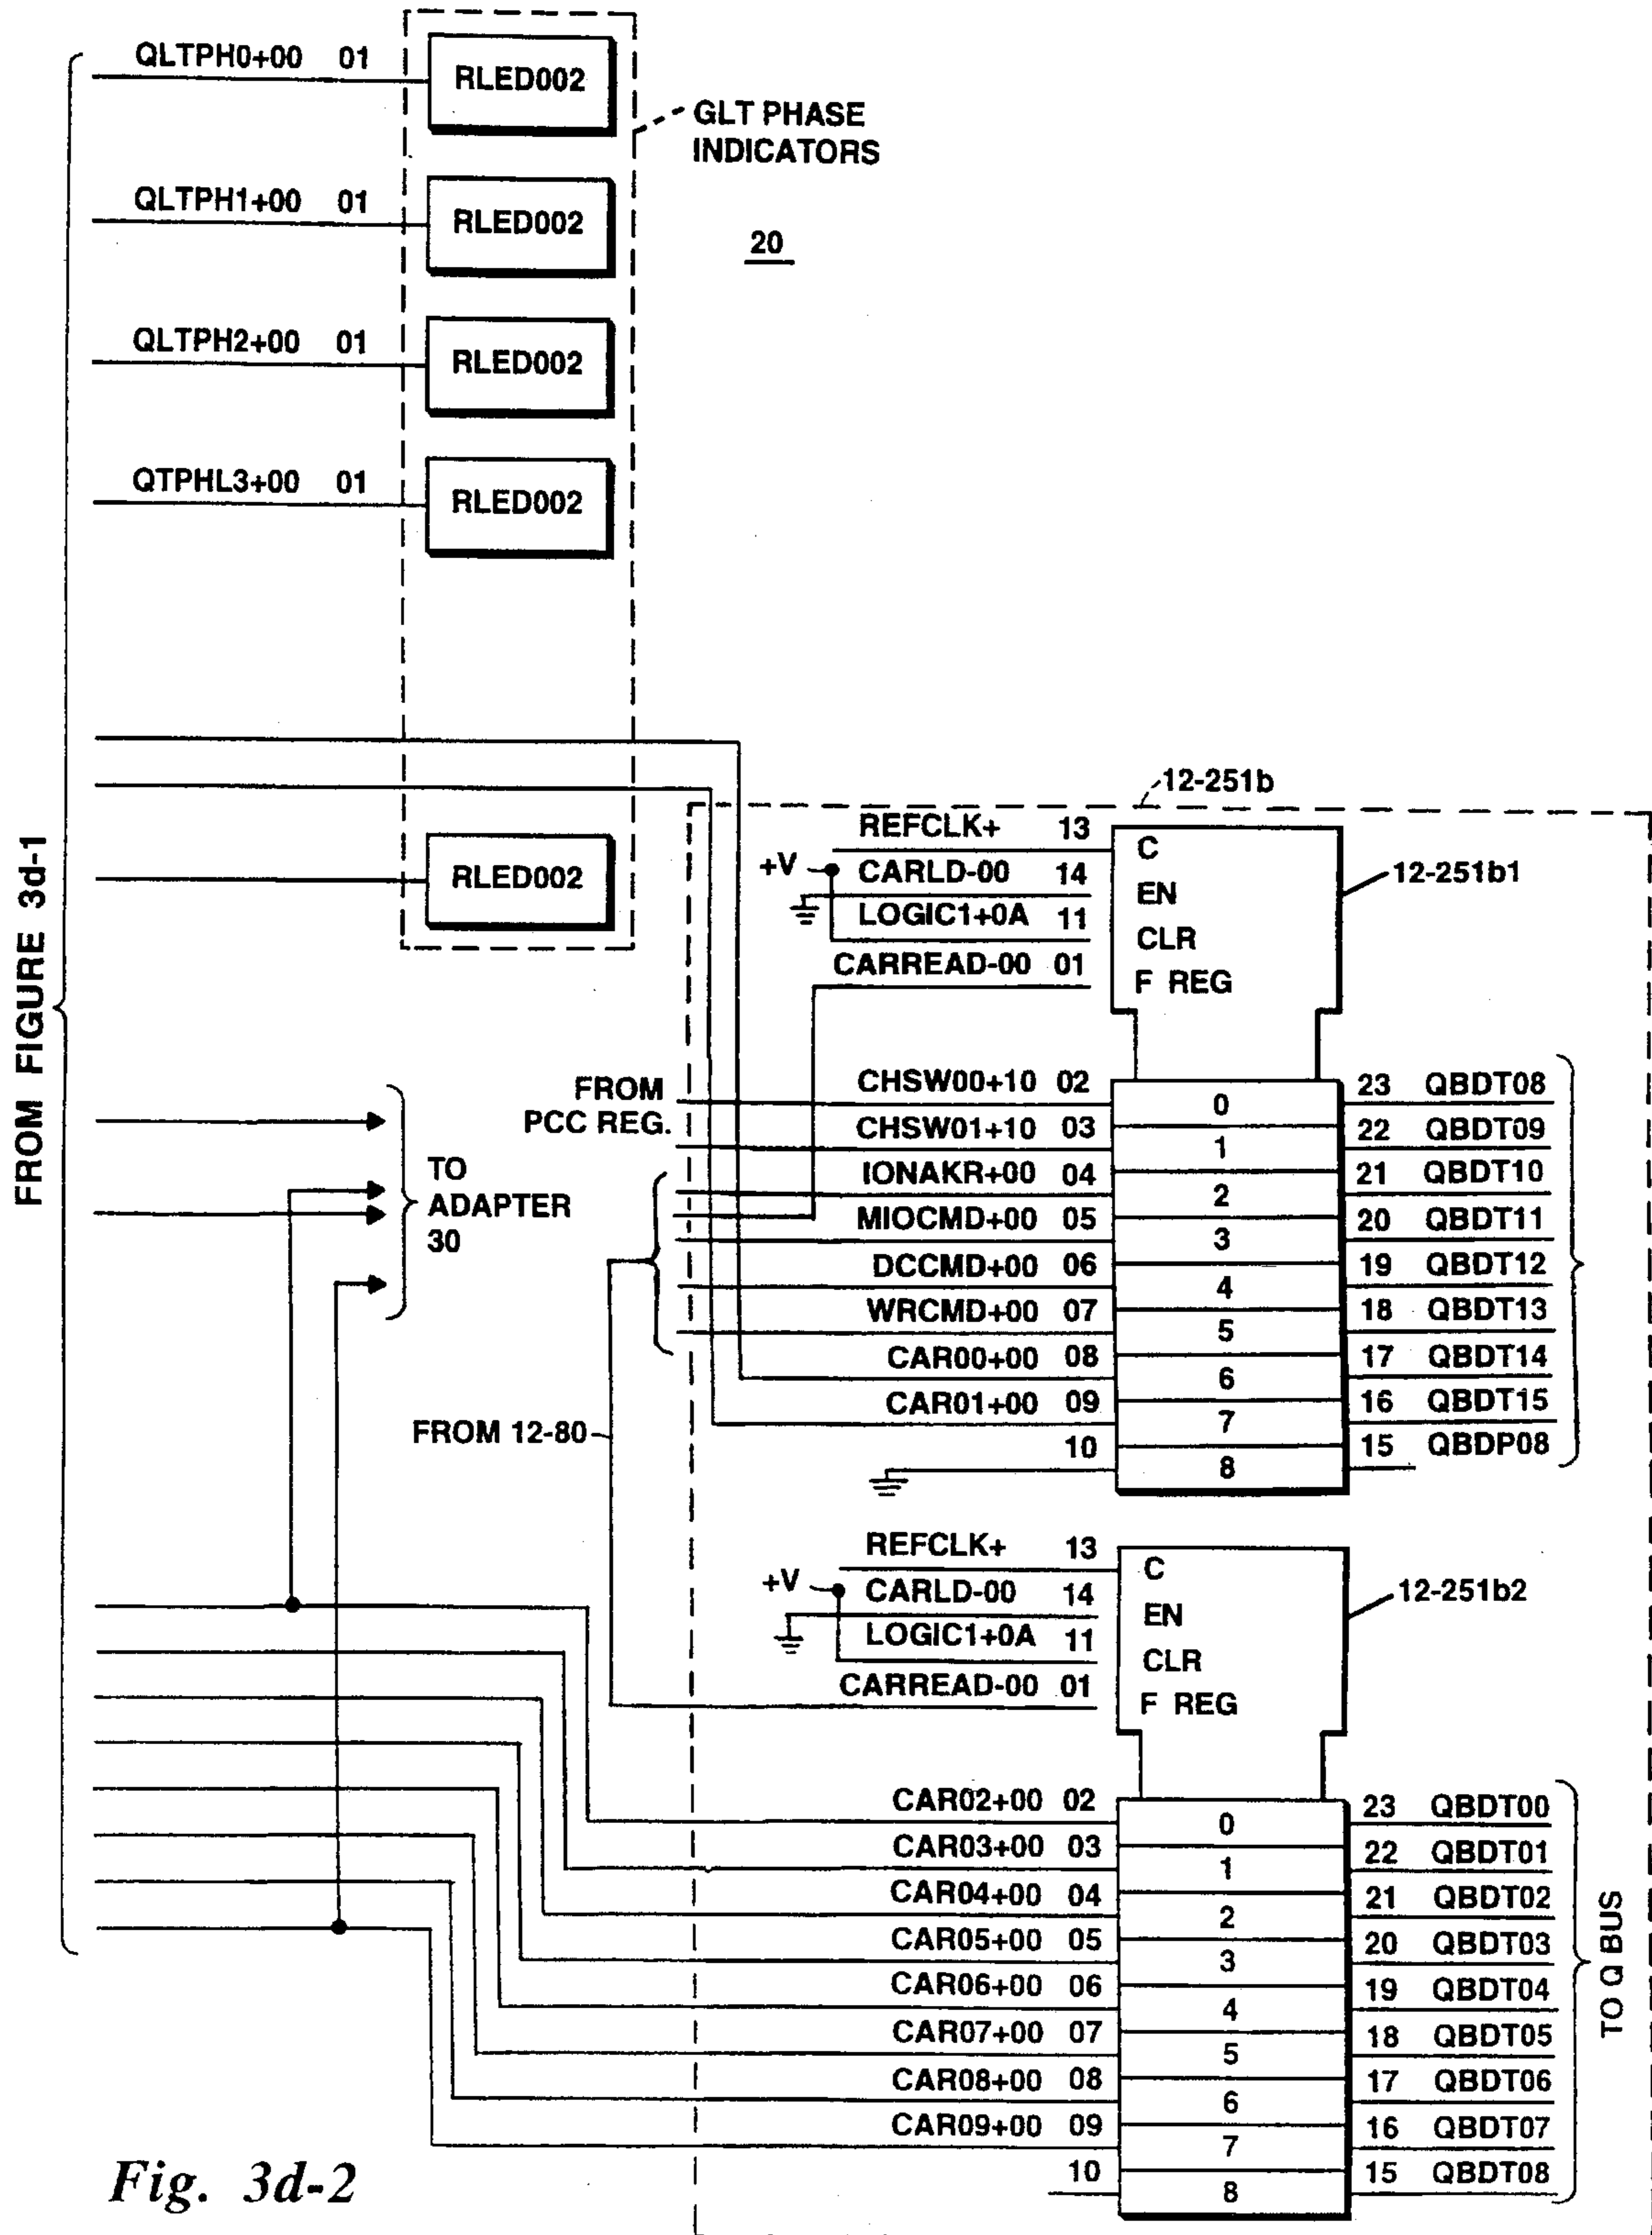 QLTPH0+00 01
RLED002
GLT PHASE
INDICATORS
QLTPH1+00 01
RLED002
20
QLTPH2+00 01
RLED002
QTPHL3+00 01
RLED002
RLED002
FROM FIGURE 3d-1
TO
ADAPTER
30
12-251b
REFCLK+ 13
C
12-251b1
+V
CARLD-00 14
EN
LOGIC1+0A 11
CLR
CARREAD-00 01
F REG
FROM
PCC REG.
CHSW00+10 02
0
23 QBDT08
CHSW01+10 03
1
22 QBDT09
IONAKR+00 04
2
21 QBDT10
MIOCMD+00 05
3
20 QBDT11
DCCMD+00 06
4
19 QBDT12
WRCMD+00 07
5
18 QBDT13
CAR00+00 08
6
17 QBDT14
CAR01+00 09
7
16 QBDT15
10
8
15 QBDP08
FROM 12-80
REFCLK+ 13
C
12-251b2
+V
CARLD-00 14
EN
LOGIC1+0A 11
CLR
CARREAD-00 01
F REG
CAR02+00 02
0
23 QBDT00
CAR03+00 03
1
22 QBDT01
CAR04+00 04
2
21 QBDT02
CAR05+00 05
3
20 QBDT03
CAR06+00 06
4
19 QBDT04
CAR07+00 07
5
18 QBDT05
CAR08+00 08
6
17 QBDT06
CAR09+00 09
7
16 QBDT07
10
8
15 QBDT08
TO Q BUS
Fig. 3d-2